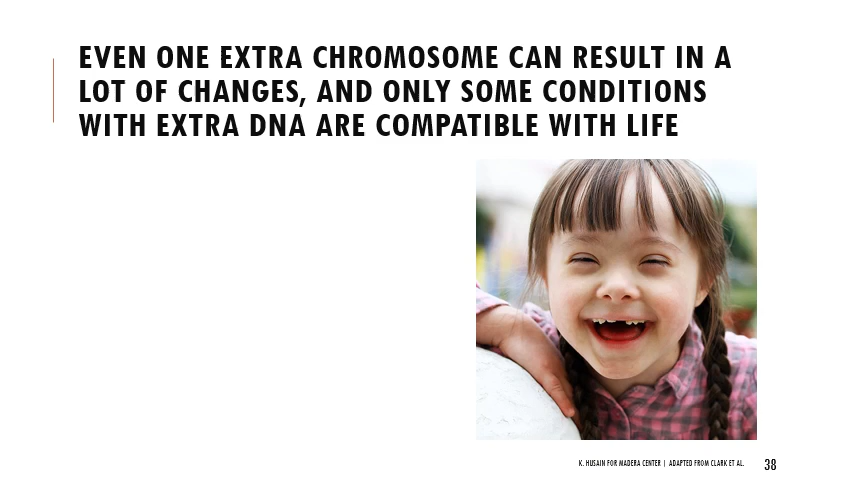 EVEN ONE EXTRA CHROMOSOME CAN RESULT IN A
LOT OF CHANGES, AND ONLY SOME CONDITIONS
WITH EXTRA DNA ARE COMPATIBLE WITH LIFE
K. HUSAIN FOR MADERA CENTER | ADAPTED FROM CLARK ET AL.
38